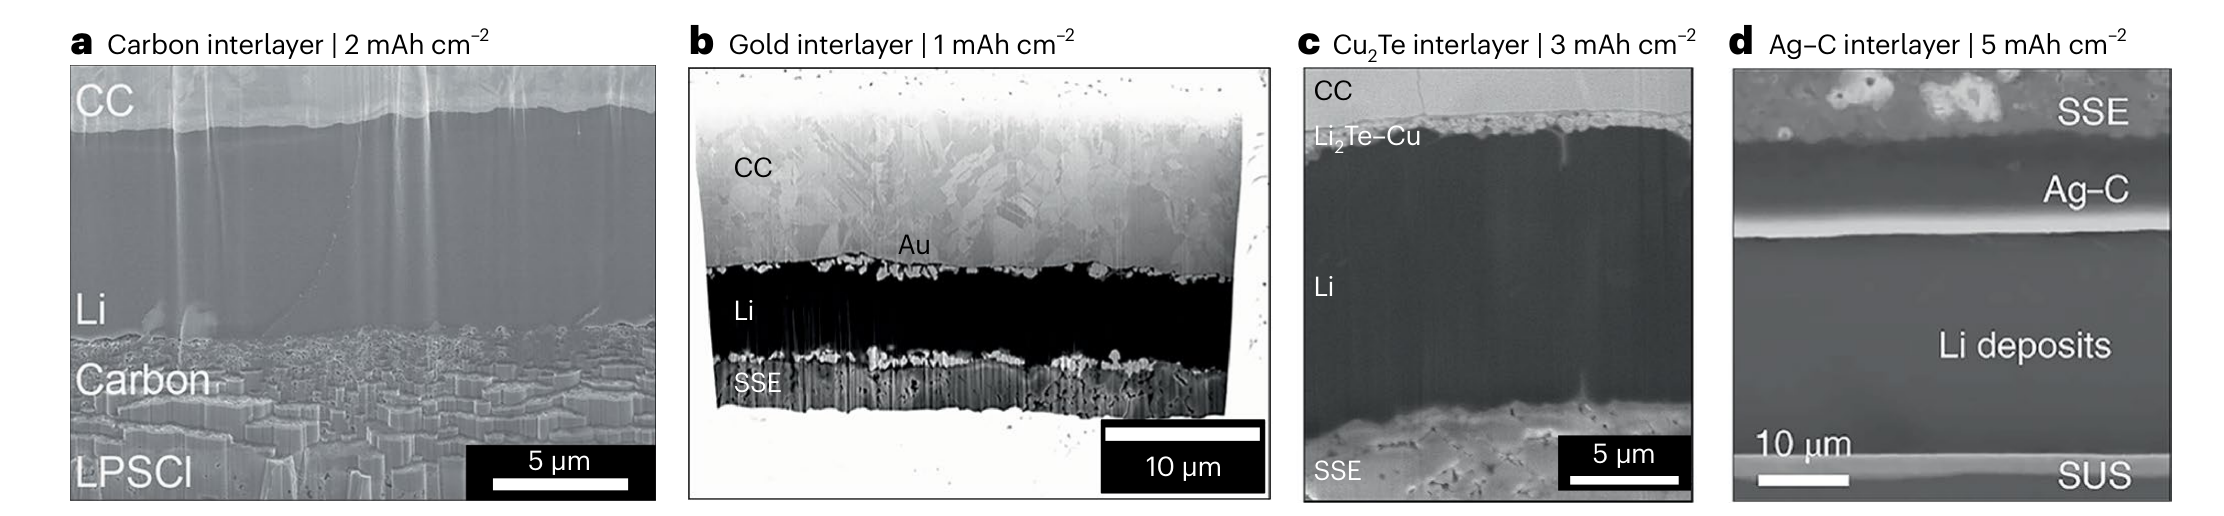 a Carbon interlayer | 2 mAh cm⁻²
CC
Li
Carbon
LPSCl
5 µm
b Gold interlayer | 1 mAh cm⁻²
CC
Au
Li
SSE
10 µm
c Cu₂Te interlayer | 3 mAh cm⁻²
CC
Li₂Te–Cu
Li
SSE
5 µm
d Ag–C interlayer | 5 mAh cm⁻²
SSE
Ag–C
Li deposits
10 µm
SUS